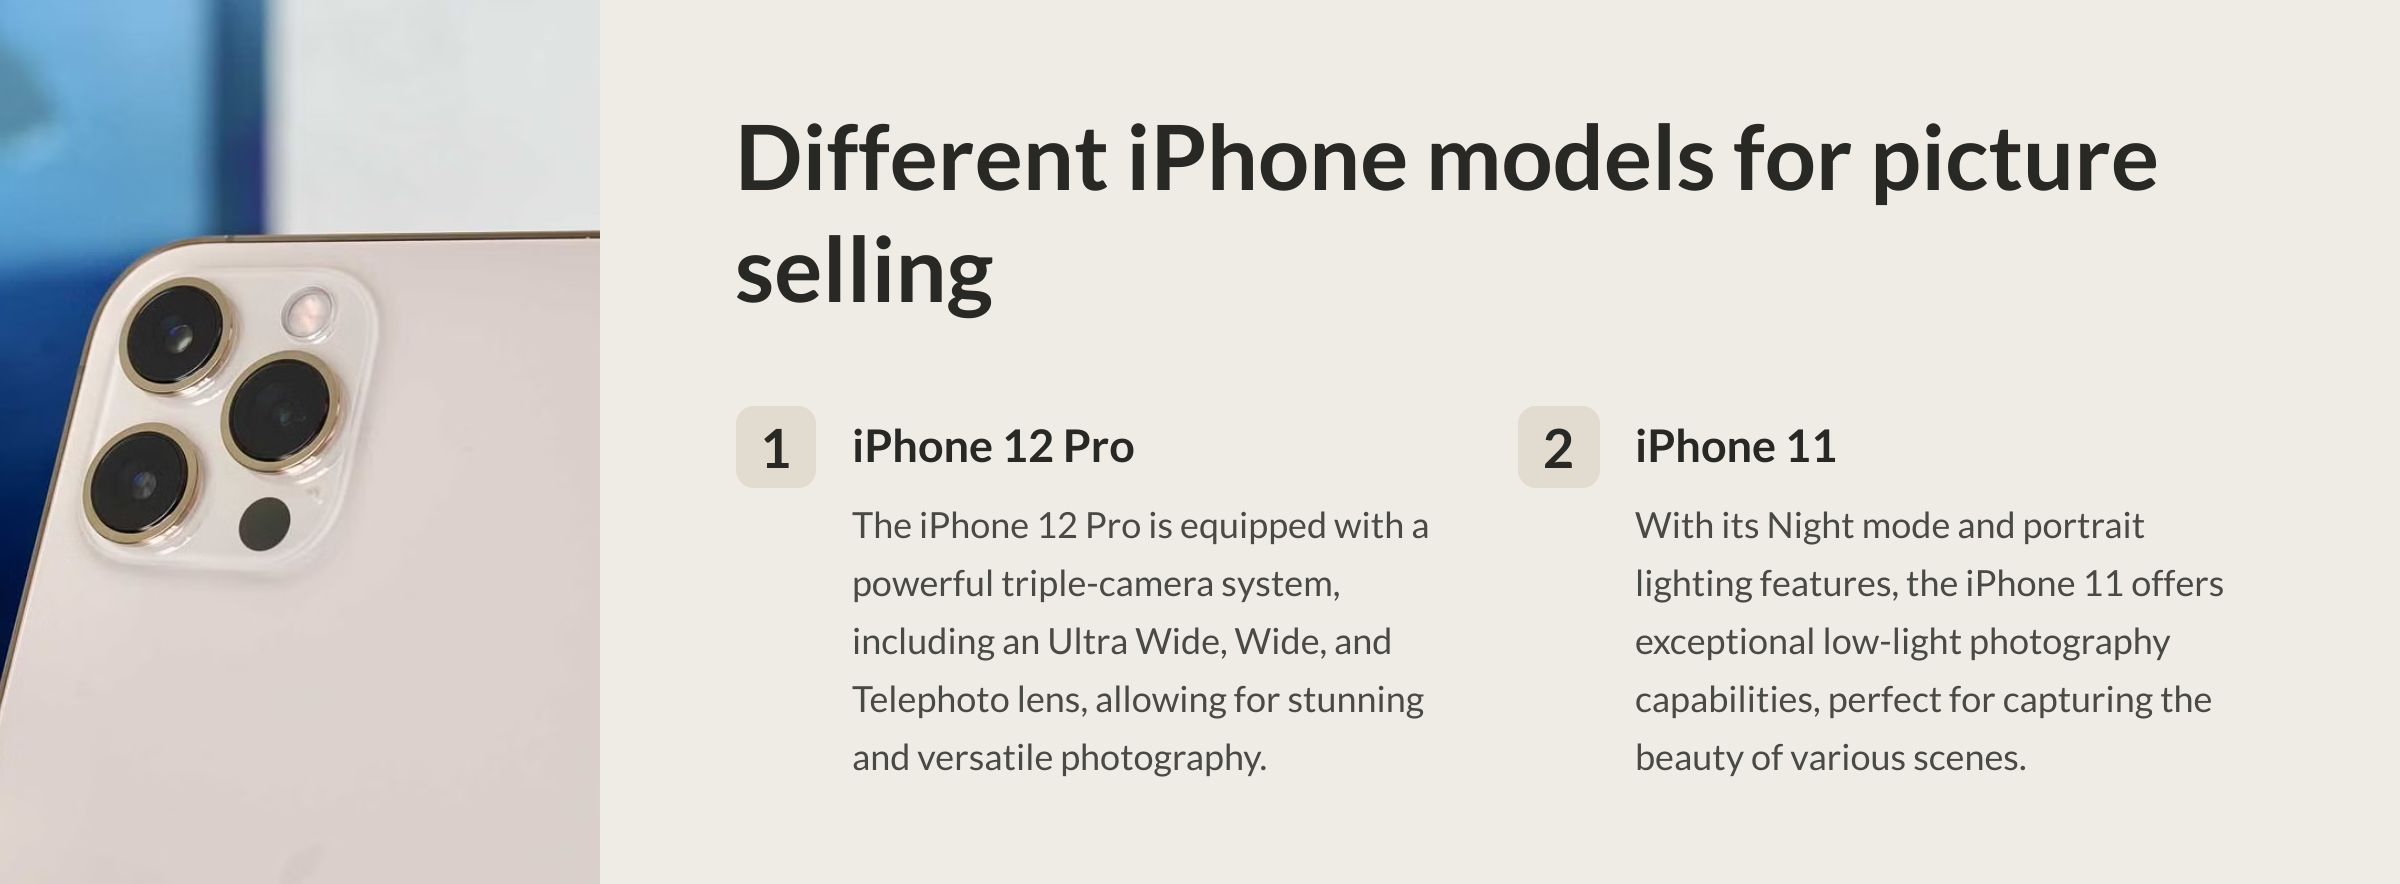 Different iPhone models for picture
selling
1
iPhone 12 Pro
The iPhone 12 Pro is equipped with a
powerful triple-camera system,
including an Ultra Wide, Wide, and
Telephoto lens, allowing for stunning
and versatile photography.
2
iPhone 11
With its Night mode and portrait
lighting features, the iPhone 11 offers
exceptional low-light photography
capabilities, perfect for capturing the
beauty of various scenes.